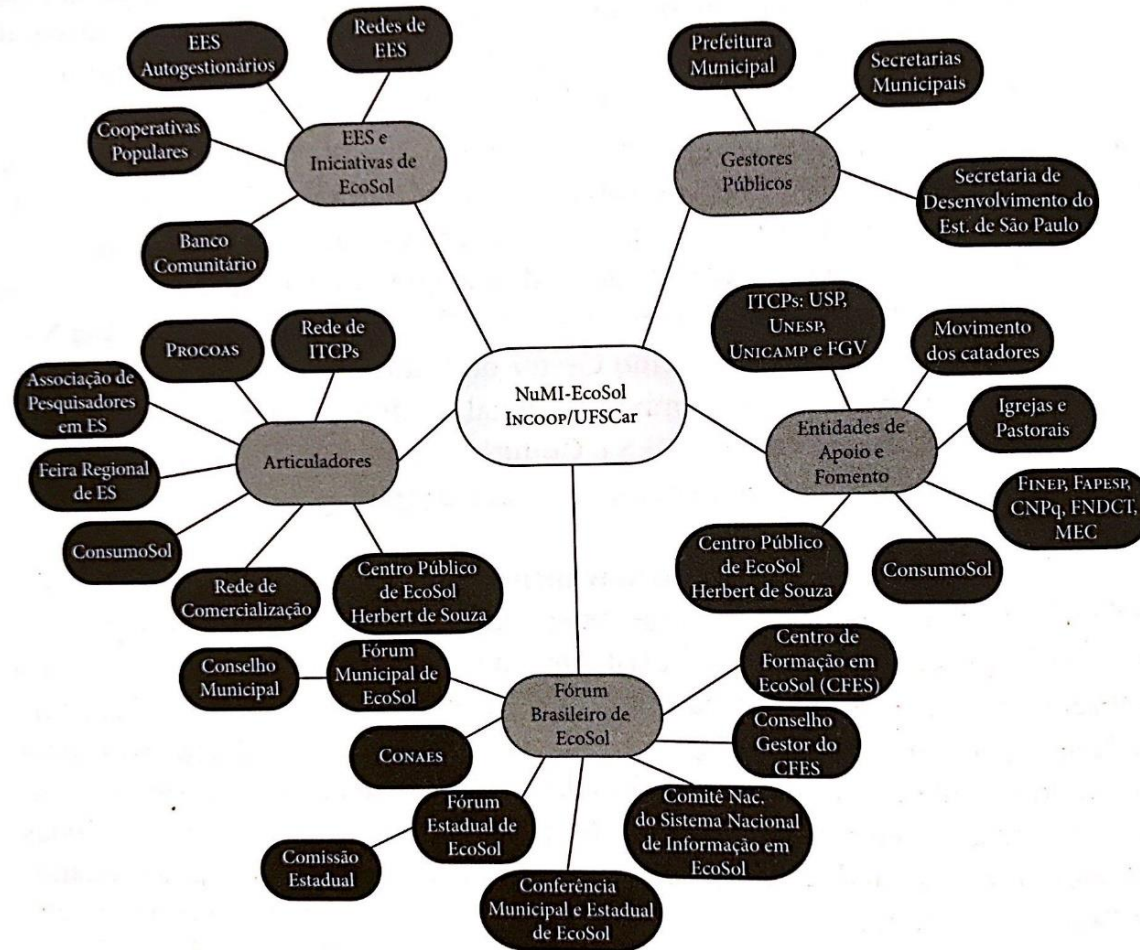 EES
Autogestionários
Redes de
EES
Cooperativas
Populares
EES e
Iniciativas de
EcoSol
Banco
Comunitário
Prefeitura
Municipal
Secretarias
Municipais
Gestores
Públicos
Secretaria de
Desenvolvimento do
Est. de São Paulo
NuMI-EcoSol
INCOOP/UFSCar
PROCOAS
Rede de
ITCPs
Associação de
Pesquisadores
em ES
Articuladores
Feira Regional
de ES
ConsumoSol
Rede de
Comercialização
Centro Público
de EcoSol
Herbert de Souza
ITCPs: USP,
UNESP,
UNICAMP e FGV
Movimento
dos catadores
Igrejas e
Pastorais
Entidades de
Apoio e
Fomento
FINEP, FAPESP,
CNPq, FNDCT,
MEC
Centro Público
de EcoSol
Herbert de Souza
ConsumoSol
Conselho
Municipal
Fórum
Municipal de
EcoSol
Fórum
Brasileiro de
EcoSol
Centro de
Formação em
EcoSol (CFES)
CONAES
Conselho
Gestor do
CFES
Fórum
Estadual de
EcoSol
Comissão
Estadual
Comitê Nac.
do Sistema Nacional
de Informação em
EcoSol
Conferência
Municipal e Estadual
de EcoSol